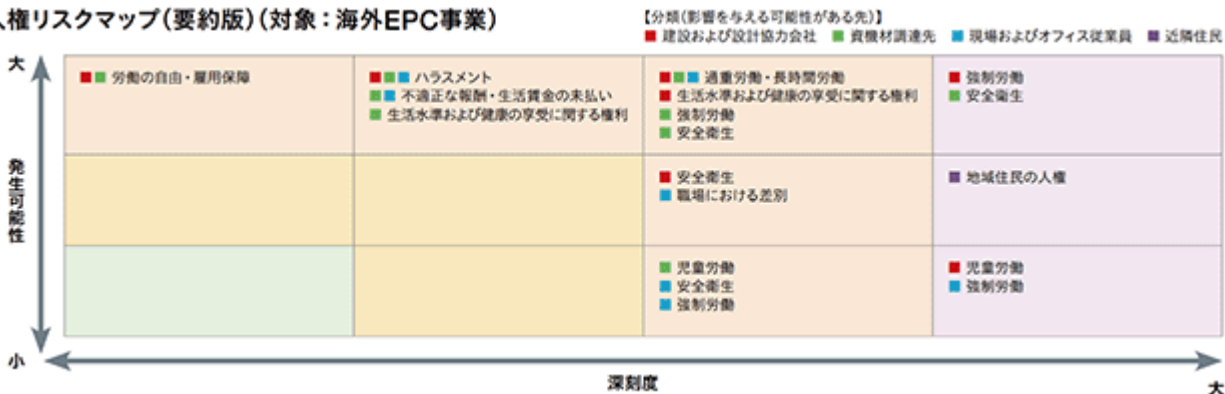 人権リスクマップ（要約版）（対象：海外EPC事業）
【分類（影響を与える可能性がある先）】
建設および設計協力会社 資機材調達先 現場およびオフィス従業員 近隣住民
大
労働の自由・雇用保障
ハラスメント
不適正な報酬・生活賃金の未払い
生活水準および健康の享受に関する権利
過重労働・長時間労働
生活水準および健康の享受に関する権利
強制労働
安全衛生
強制労働
安全衛生
発生可能性
安全衛生
職場における差別
地域住民の人権
児童労働
安全衛生
強制労働
児童労働
強制労働
小
深刻度
大